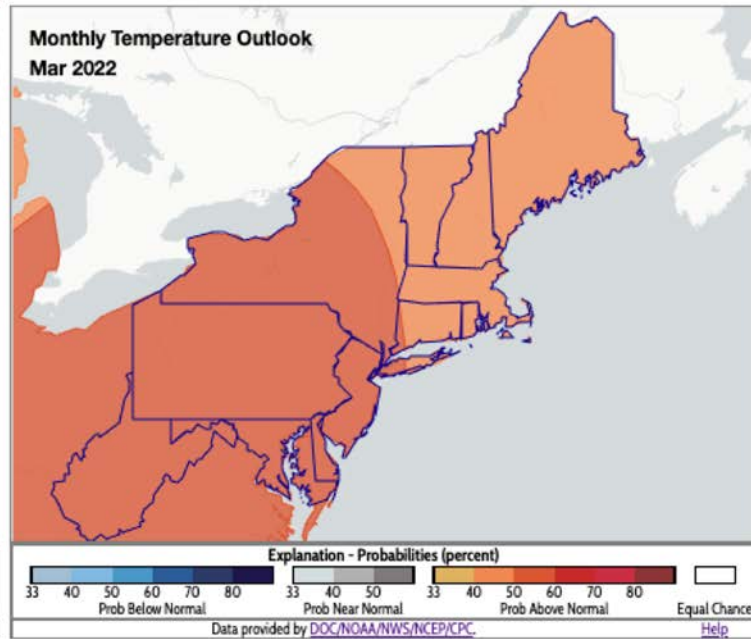 Monthly Temperature Outlook
Mar 2022
Explanation - Probabilities (percent)
33 40 50 60 70 80 33 40 50 33 40 50 60 70 80
Prob Below Normal Prob Near Normal Prob Above Normal Equal Chance
Data provided by DOC/NOAA/NWS/NCEP/CPC. Help